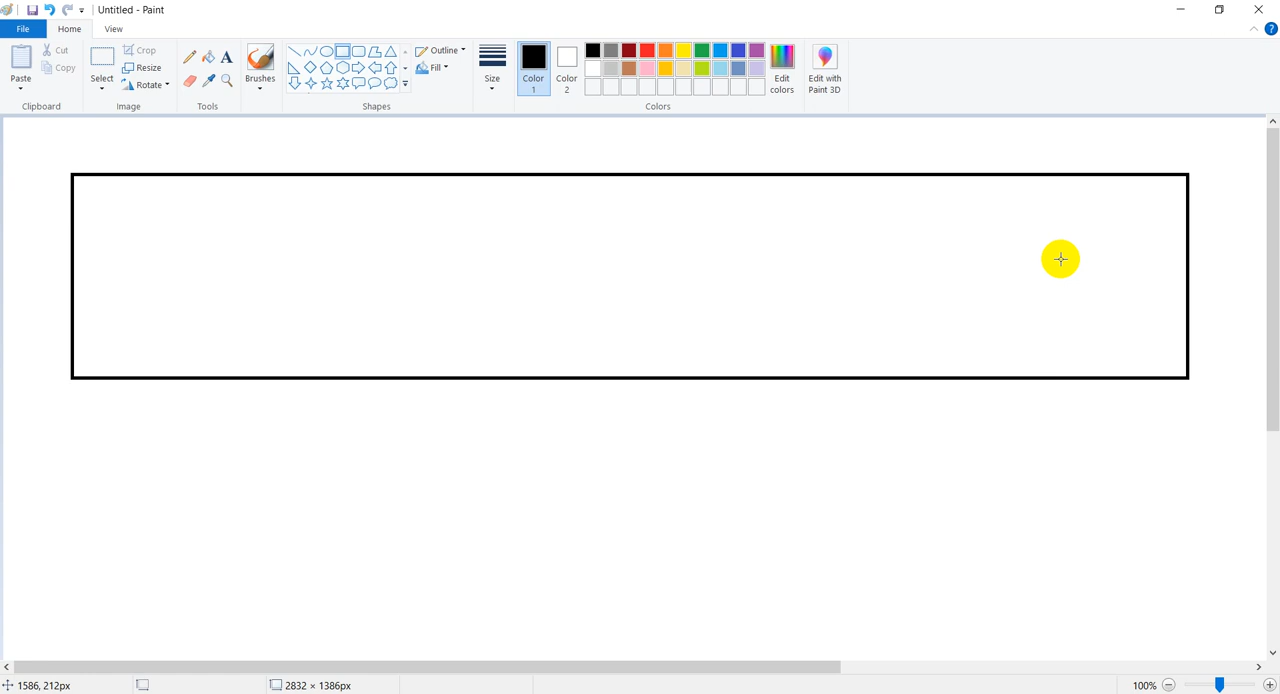 Untitled - Paint
File Home View
Paste
Cut
Copy
Clipboard
Select
Crop
Resize
Rotate
Image
Tools
Brushes
Outline
Fill
Shapes
Size
Color 1
Color 2
Edit colors
Colors
Edit with Paint 3D
1586, 212px
2832 × 1386px
100%